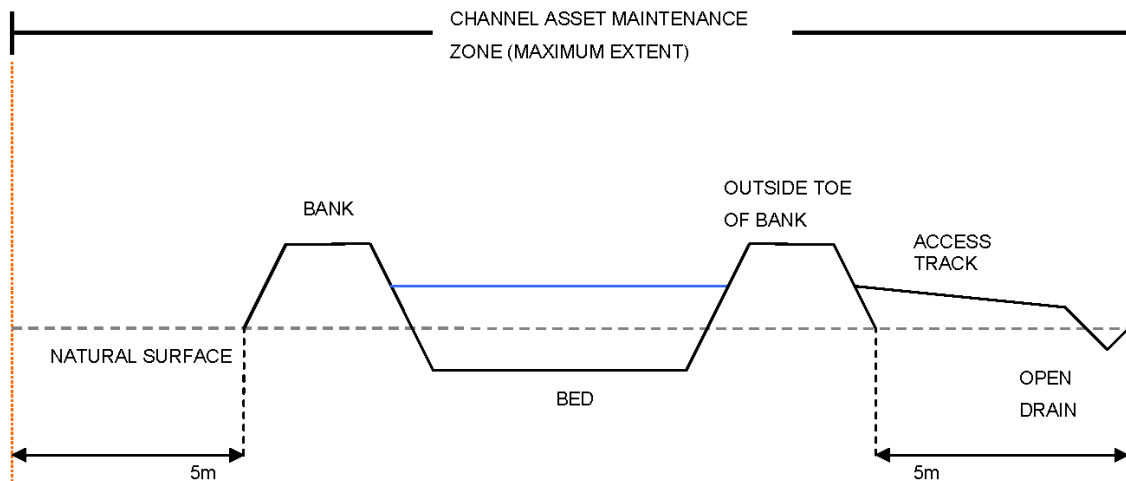 CHANNEL ASSET MAINTENANCE
ZONE (MAXIMUM EXTENT)
BANK
OUTSIDE TOE
OF BANK
ACCESS
TRACK
NATURAL SURFACE
BED
OPEN
DRAIN
5m
5m